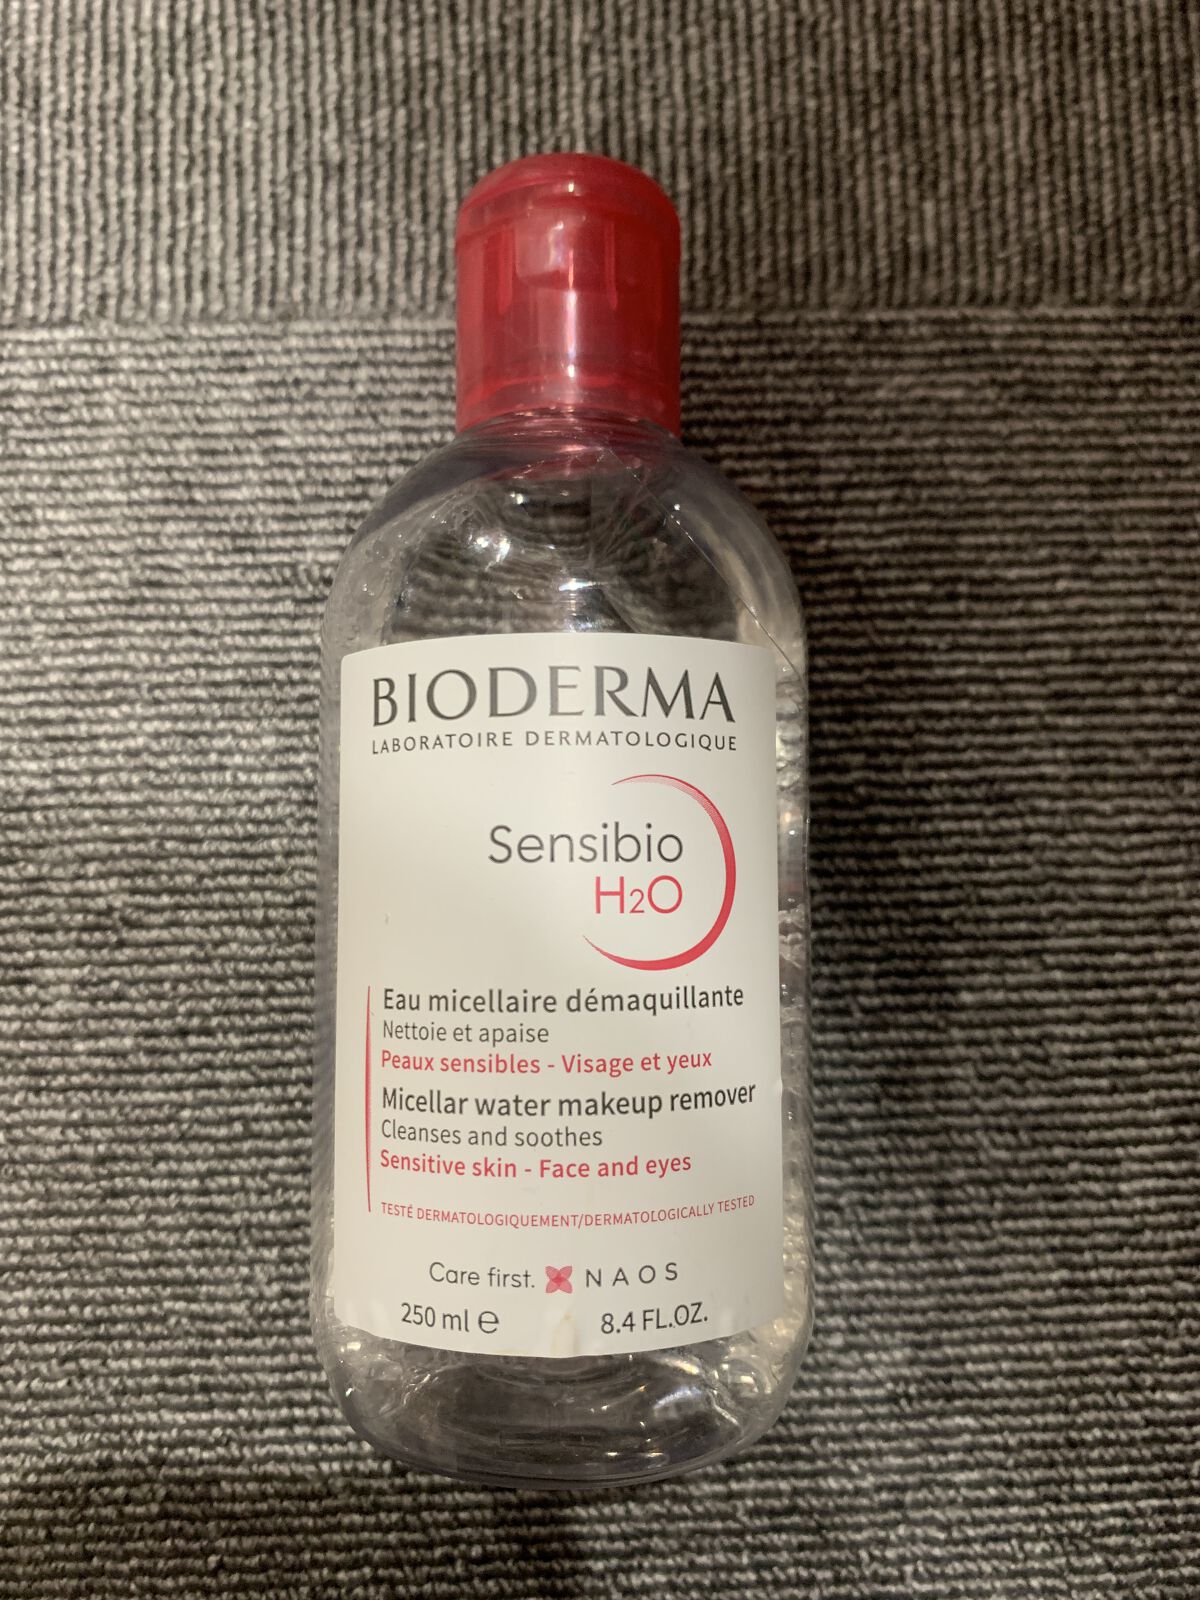 BIODERMA
LABORATOIRE DERMATOLOGIQUE
Sensibio
H2O
Eau micellaire démaquillante
Nettoie et apaise
Peaux sensibles - Visage et yeux
Micellar water makeup remover
Cleanses and soothes
Sensitive skin - Face and eyes
TESTÉ DERMATOLOGIQUEMENT/DERMATOLOGICALLY TESTED
Care first. NAOS
250 ml ℮ 8.4 FL.OZ.